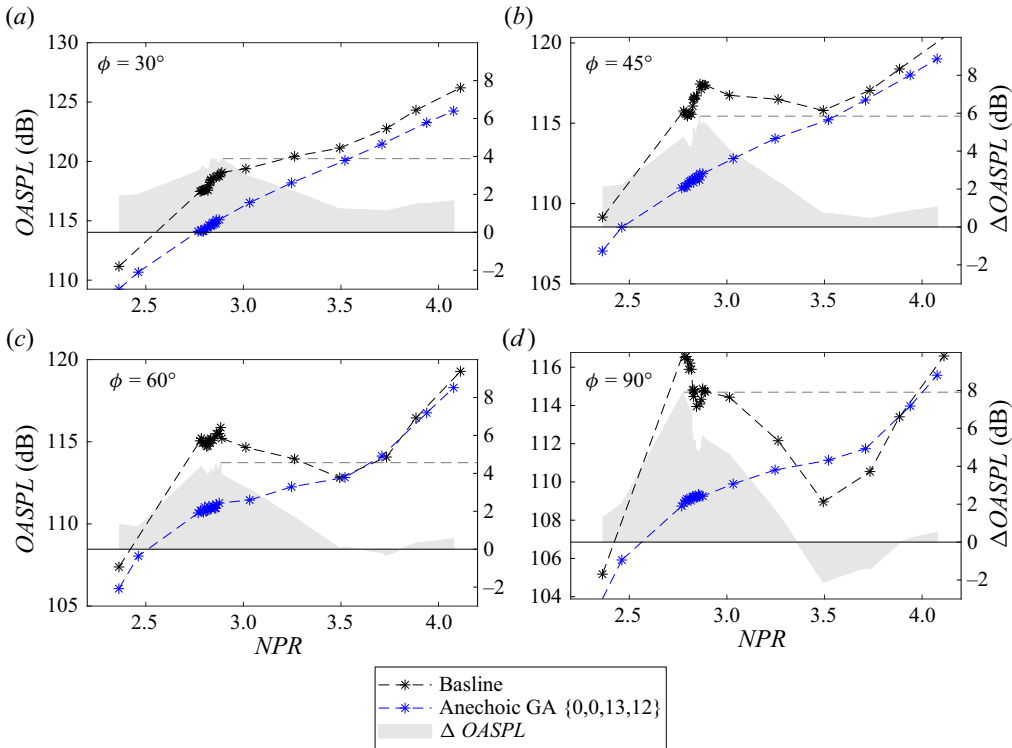 (a)
130
125
120
115
110
OASPL (dB)
ϕ = 30°
8
6
4
2
0
−2
2.5 3.0 3.5 4.0
(b)
120
115
110
105
ϕ = 45°
8
6
4
2
0
−2
ΔOASPL (dB)
2.5 3.0 3.5 4.0
(c)
120
115
110
105
OASPL (dB)
ϕ = 60°
8
6
4
2
0
−2
2.5 3.0 3.5 4.0
NPR
(d)
116
114
112
110
108
106
104
ϕ = 90°
8
6
4
2
0
−2
ΔOASPL (dB)
2.5 3.0 3.5 4.0
NPR
Basline
Anechoic GA {0,0,13,12}
Δ OASPL